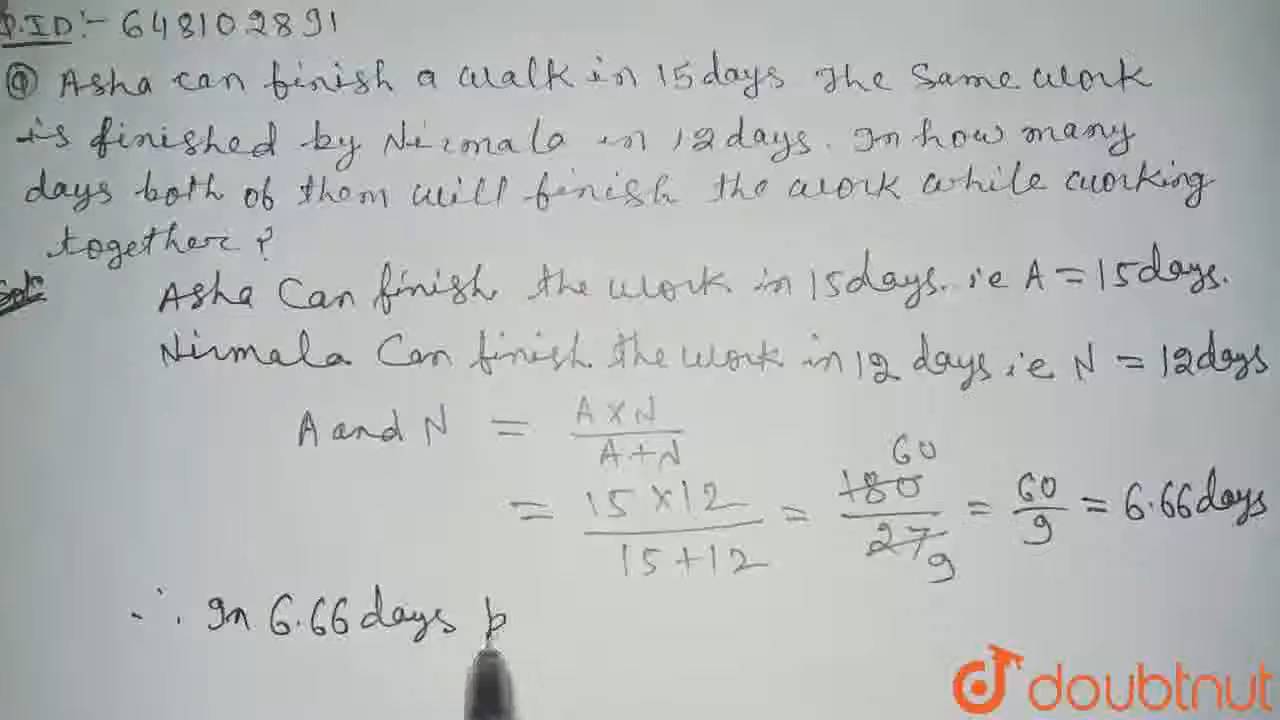 Q.ID:- 648102891
Q Asha can finish a walk in 15 days The same work
is finished by Nirmala in 12 days. In how many
days both of them will finish the work while working
together?
Sol: Asha Can finish the work in 15 days. ie A = 15 days.
Nirmala Can finish the work in 12 days ie N = 12 days
A and N = A × N / A + N
= 15 × 12 / 15 + 12 = 180 60 / 27 9 = 60 / 9 = 6.66 days
∴ In 6.66 days b
doubtnut